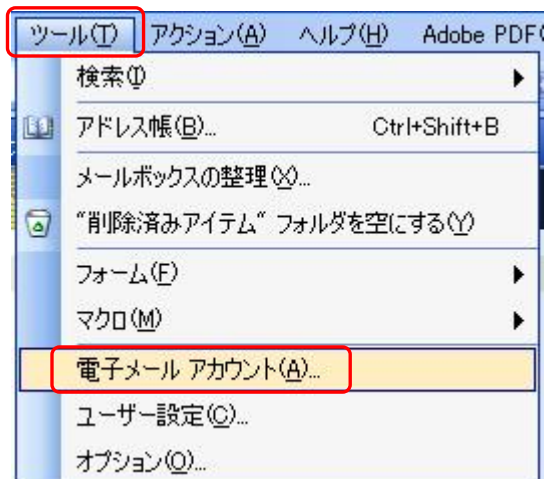 ツール(T) アクション(A) ヘルプ(H) Adobe PDF(
検索(I)
アドレス帳(B)... Ctrl+Shift+B
メールボックスの整理(X)...
"削除済みアイテム" フォルダを空にする(Y)
フォーム(F)
マクロ(M)
電子メール アカウント(A)...
ユーザー設定(C)...
オプション(O)...